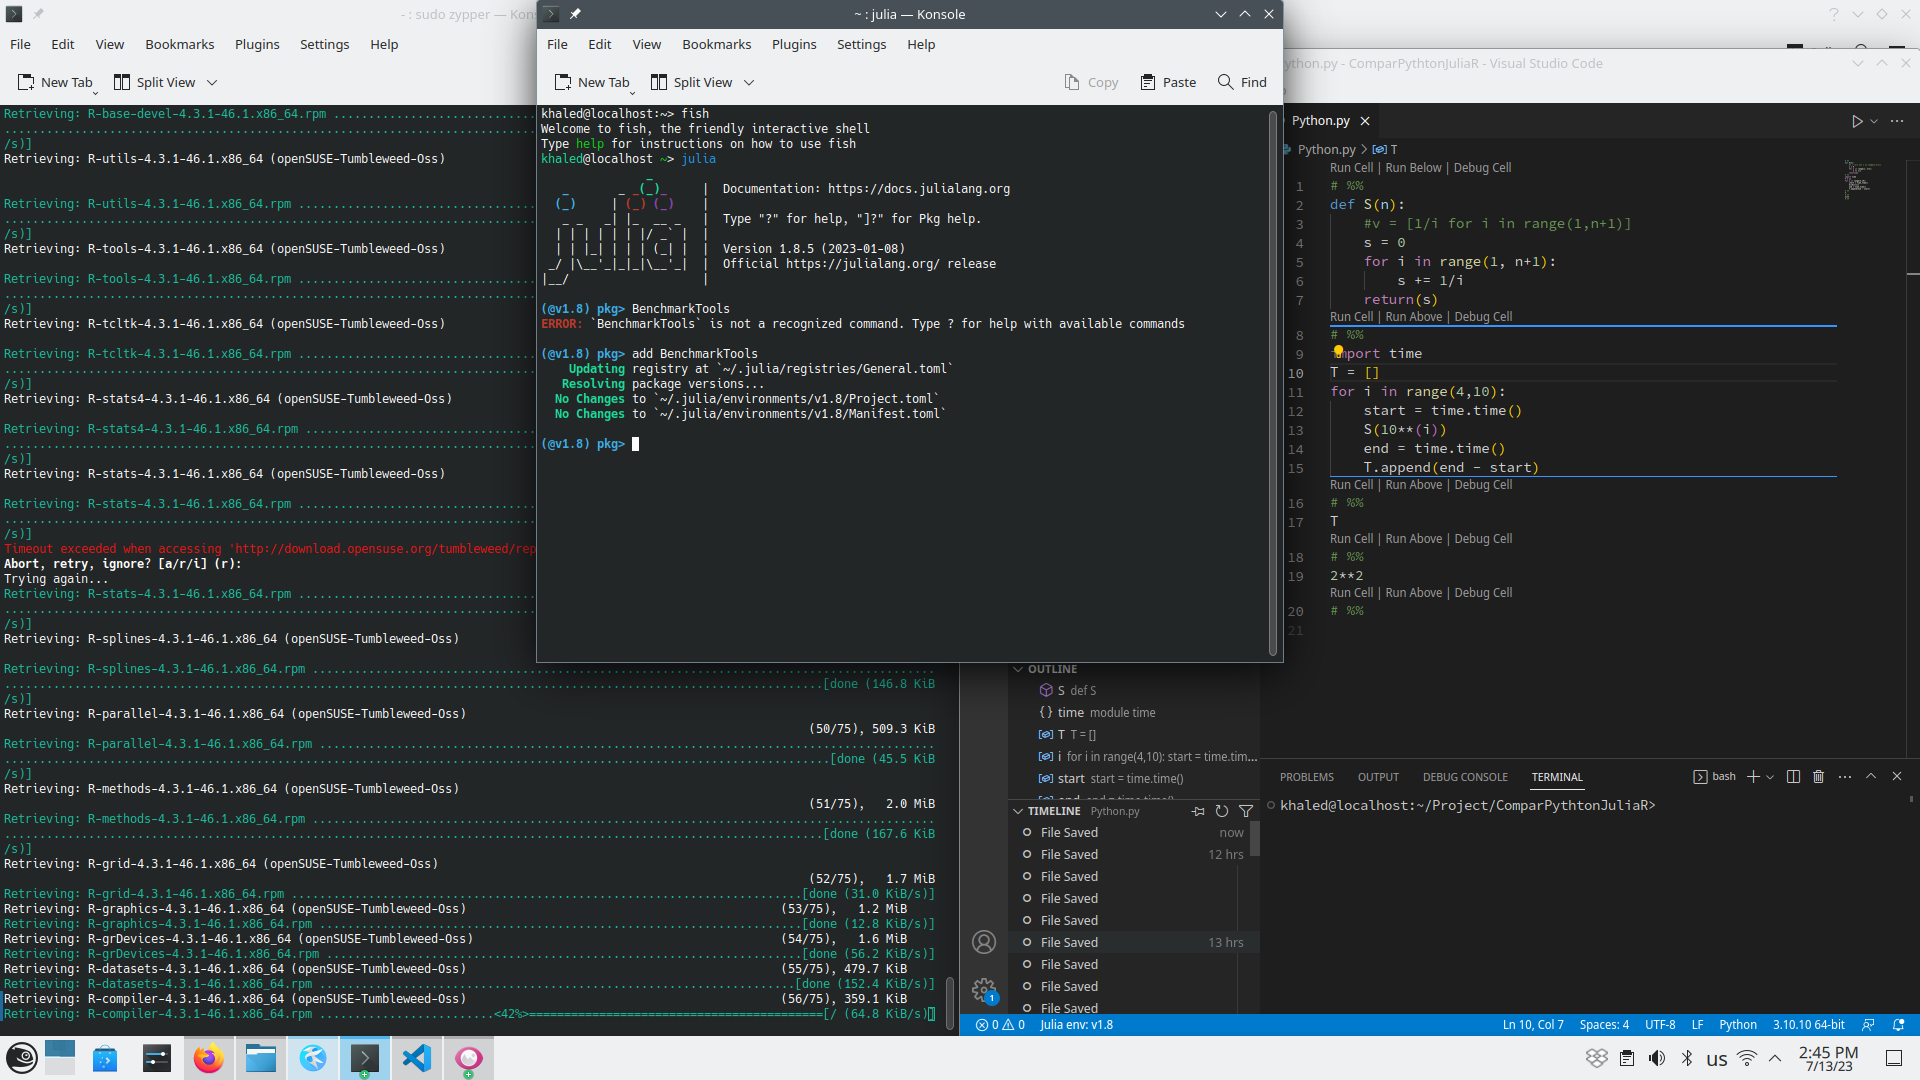 - : sudo zypper — Kon
File Edit View Bookmarks Plugins Settings Help
New Tab Split View
Retrieving: R-base-devel-4.3.1-46.1.x86_64.rpm
/s)]
Retrieving: R-utils-4.3.1-46.1.x86_64 (openSUSE-Tumbleweed-Oss)
Retrieving: R-utils-4.3.1-46.1.x86_64.rpm
/s)]
Retrieving: R-tools-4.3.1-46.1.x86_64 (openSUSE-Tumbleweed-Oss)
Retrieving: R-tools-4.3.1-46.1.x86_64.rpm
/s)]
Retrieving: R-tcltk-4.3.1-46.1.x86_64 (openSUSE-Tumbleweed-Oss)
Retrieving: R-tcltk-4.3.1-46.1.x86_64.rpm
/s)]
Retrieving: R-stats4-4.3.1-46.1.x86_64 (openSUSE-Tumbleweed-Oss)
Retrieving: R-stats4-4.3.1-46.1.x86_64.rpm
/s)]
Retrieving: R-stats-4.3.1-46.1.x86_64 (openSUSE-Tumbleweed-Oss)
Retrieving: R-stats-4.3.1-46.1.x86_64.rpm
/s)]
Timeout exceeded when accessing 'http://download.opensuse.org/tumbleweed/rep
Abort, retry, ignore? [a/r/i] (r):
Trying again...
Retrieving: R-stats-4.3.1-46.1.x86_64.rpm
/s)]
Retrieving: R-splines-4.3.1-46.1.x86_64 (openSUSE-Tumbleweed-Oss)
Retrieving: R-splines-4.3.1-46.1.x86_64.rpm
[done (146.8 KiB
/s)]
Retrieving: R-parallel-4.3.1-46.1.x86_64 (openSUSE-Tumbleweed-Oss)
(50/75), 509.3 KiB
Retrieving: R-parallel-4.3.1-46.1.x86_64.rpm
[done (45.5 KiB
/s)]
Retrieving: R-methods-4.3.1-46.1.x86_64 (openSUSE-Tumbleweed-Oss)
(51/75), 2.0 MiB
Retrieving: R-methods-4.3.1-46.1.x86_64.rpm
[done (167.6 KiB
/s)]
Retrieving: R-grid-4.3.1-46.1.x86_64 (openSUSE-Tumbleweed-Oss)
(52/75), 1.7 MiB
Retrieving: R-grid-4.3.1-46.1.x86_64.rpm [done (31.0 KiB/s)]
Retrieving: R-graphics-4.3.1-46.1.x86_64 (openSUSE-Tumbleweed-Oss) (53/75), 1.2 MiB
Retrieving: R-graphics-4.3.1-46.1.x86_64.rpm [done (12.8 KiB/s)]
Retrieving: R-grDevices-4.3.1-46.1.x86_64 (openSUSE-Tumbleweed-Oss) (54/75), 1.6 MiB
Retrieving: R-grDevices-4.3.1-46.1.x86_64.rpm [done (56.2 KiB/s)]
Retrieving: R-datasets-4.3.1-46.1.x86_64 (openSUSE-Tumbleweed-Oss) (55/75), 479.7 KiB
Retrieving: R-datasets-4.3.1-46.1.x86_64.rpm [done (152.4 KiB/s)]
Retrieving: R-compiler-4.3.1-46.1.x86_64 (openSUSE-Tumbleweed-Oss) (56/75), 359.1 KiB
Retrieving: R-compiler-4.3.1-46.1.x86_64.rpm <42%>=[/ (64.8 KiB/s)]
~ : julia — Konsole
File Edit View Bookmarks Plugins Settings Help
New Tab Split View Copy Paste Find
khaled@localhost:~> fish
Welcome to fish, the friendly interactive shell
Type help for instructions on how to use fish
khaled@localhost ~> julia
Documentation: https://docs.julialang.org
Type "?" for help, "]?" for Pkg help.
Version 1.8.5 (2023-01-08)
Official https://julialang.org/ release
(@v1.8) pkg> BenchmarkTools
ERROR: `BenchmarkTools` is not a recognized command. Type ? for help with available commands
(@v1.8) pkg> add BenchmarkTools
Updating registry at `~/.julia/registries/General.toml`
Resolving package versions...
No Changes to `~/.julia/environments/v1.8/Project.toml`
No Changes to `~/.julia/environments/v1.8/Manifest.toml`
(@v1.8) pkg>
ython.py - ComparPythtonJuliaR - Visual Studio Code
Python.py
Python.py > T
Run Cell | Run Below | Debug Cell
1 # %%
2 def S(n):
3 #v = [1/i for i in range(1,n+1)]
4 s = 0
5 for i in range(1, n+1):
6 s += 1/i
7 return(s)
Run Cell | Run Above | Debug Cell
8 # %%
9 import time
10 T = []
11 for i in range(4,10):
12 start = time.time()
13 S(10**(i))
14 end = time.time()
15 T.append(end - start)
Run Cell | Run Above | Debug Cell
16 # %%
17 T
Run Cell | Run Above | Debug Cell
18 # %%
19 2**2
Run Cell | Run Above | Debug Cell
20 # %%
21
OUTLINE
S def S
{} time module time
T T = []
i for i in range(4,10): start = time.tim...
start start = time.time()
end end = time.time()
TIMELINE Python.py
File Saved now
File Saved 12 hrs
File Saved
File Saved
File Saved
File Saved 13 hrs
File Saved
File Saved
File Saved
PROBLEMS OUTPUT DEBUG CONSOLE TERMINAL bash
khaled@localhost:~/Project/ComparPythtonJuliaR>
1
0 0 Julia env: v1.8 Ln 10, Col 7 Spaces: 4 UTF-8 LF Python 3.10.10 64-bit
us 2:45 PM
7/13/23